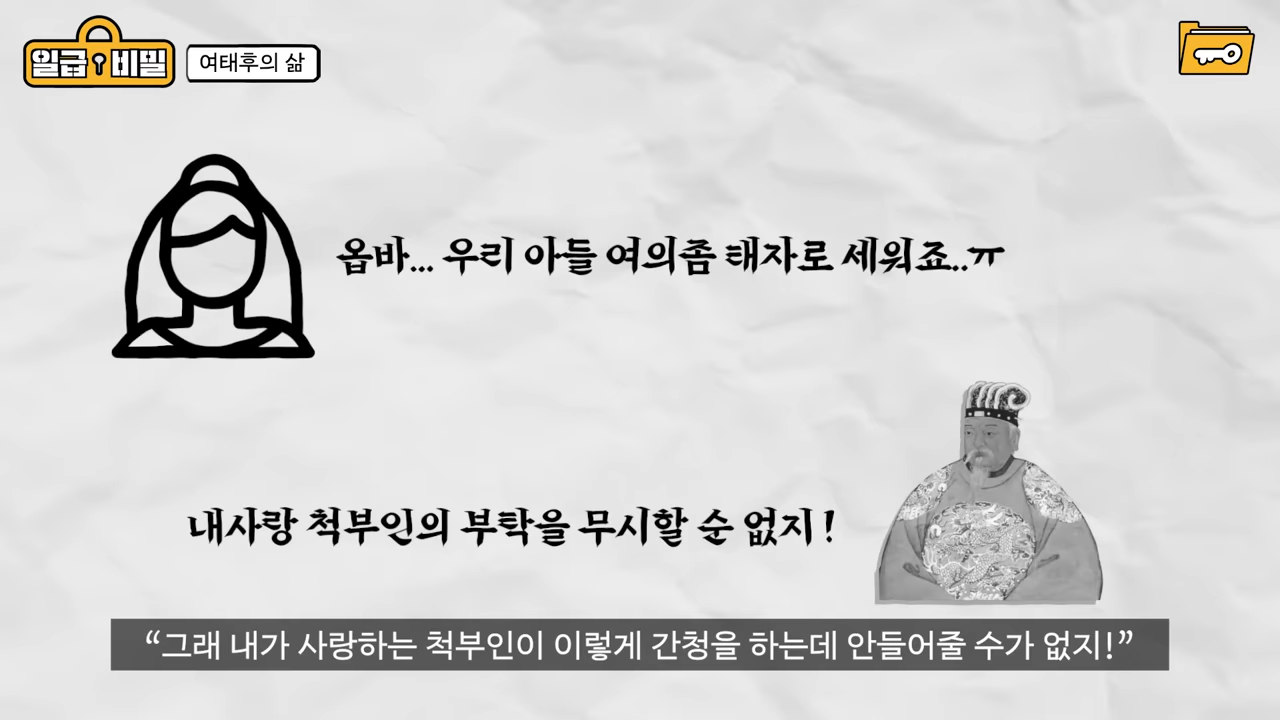 일급비밀
여태후의 삶
옵바... 우리 아들 여의좀 태자로 세워죠..ㅠ
내사랑 척부인의 부탁을 무시할 순 없지!
“그래 내가 사랑하는 척부인이 이렇게 간청을 하는데 안들어줄 수가 없지!”